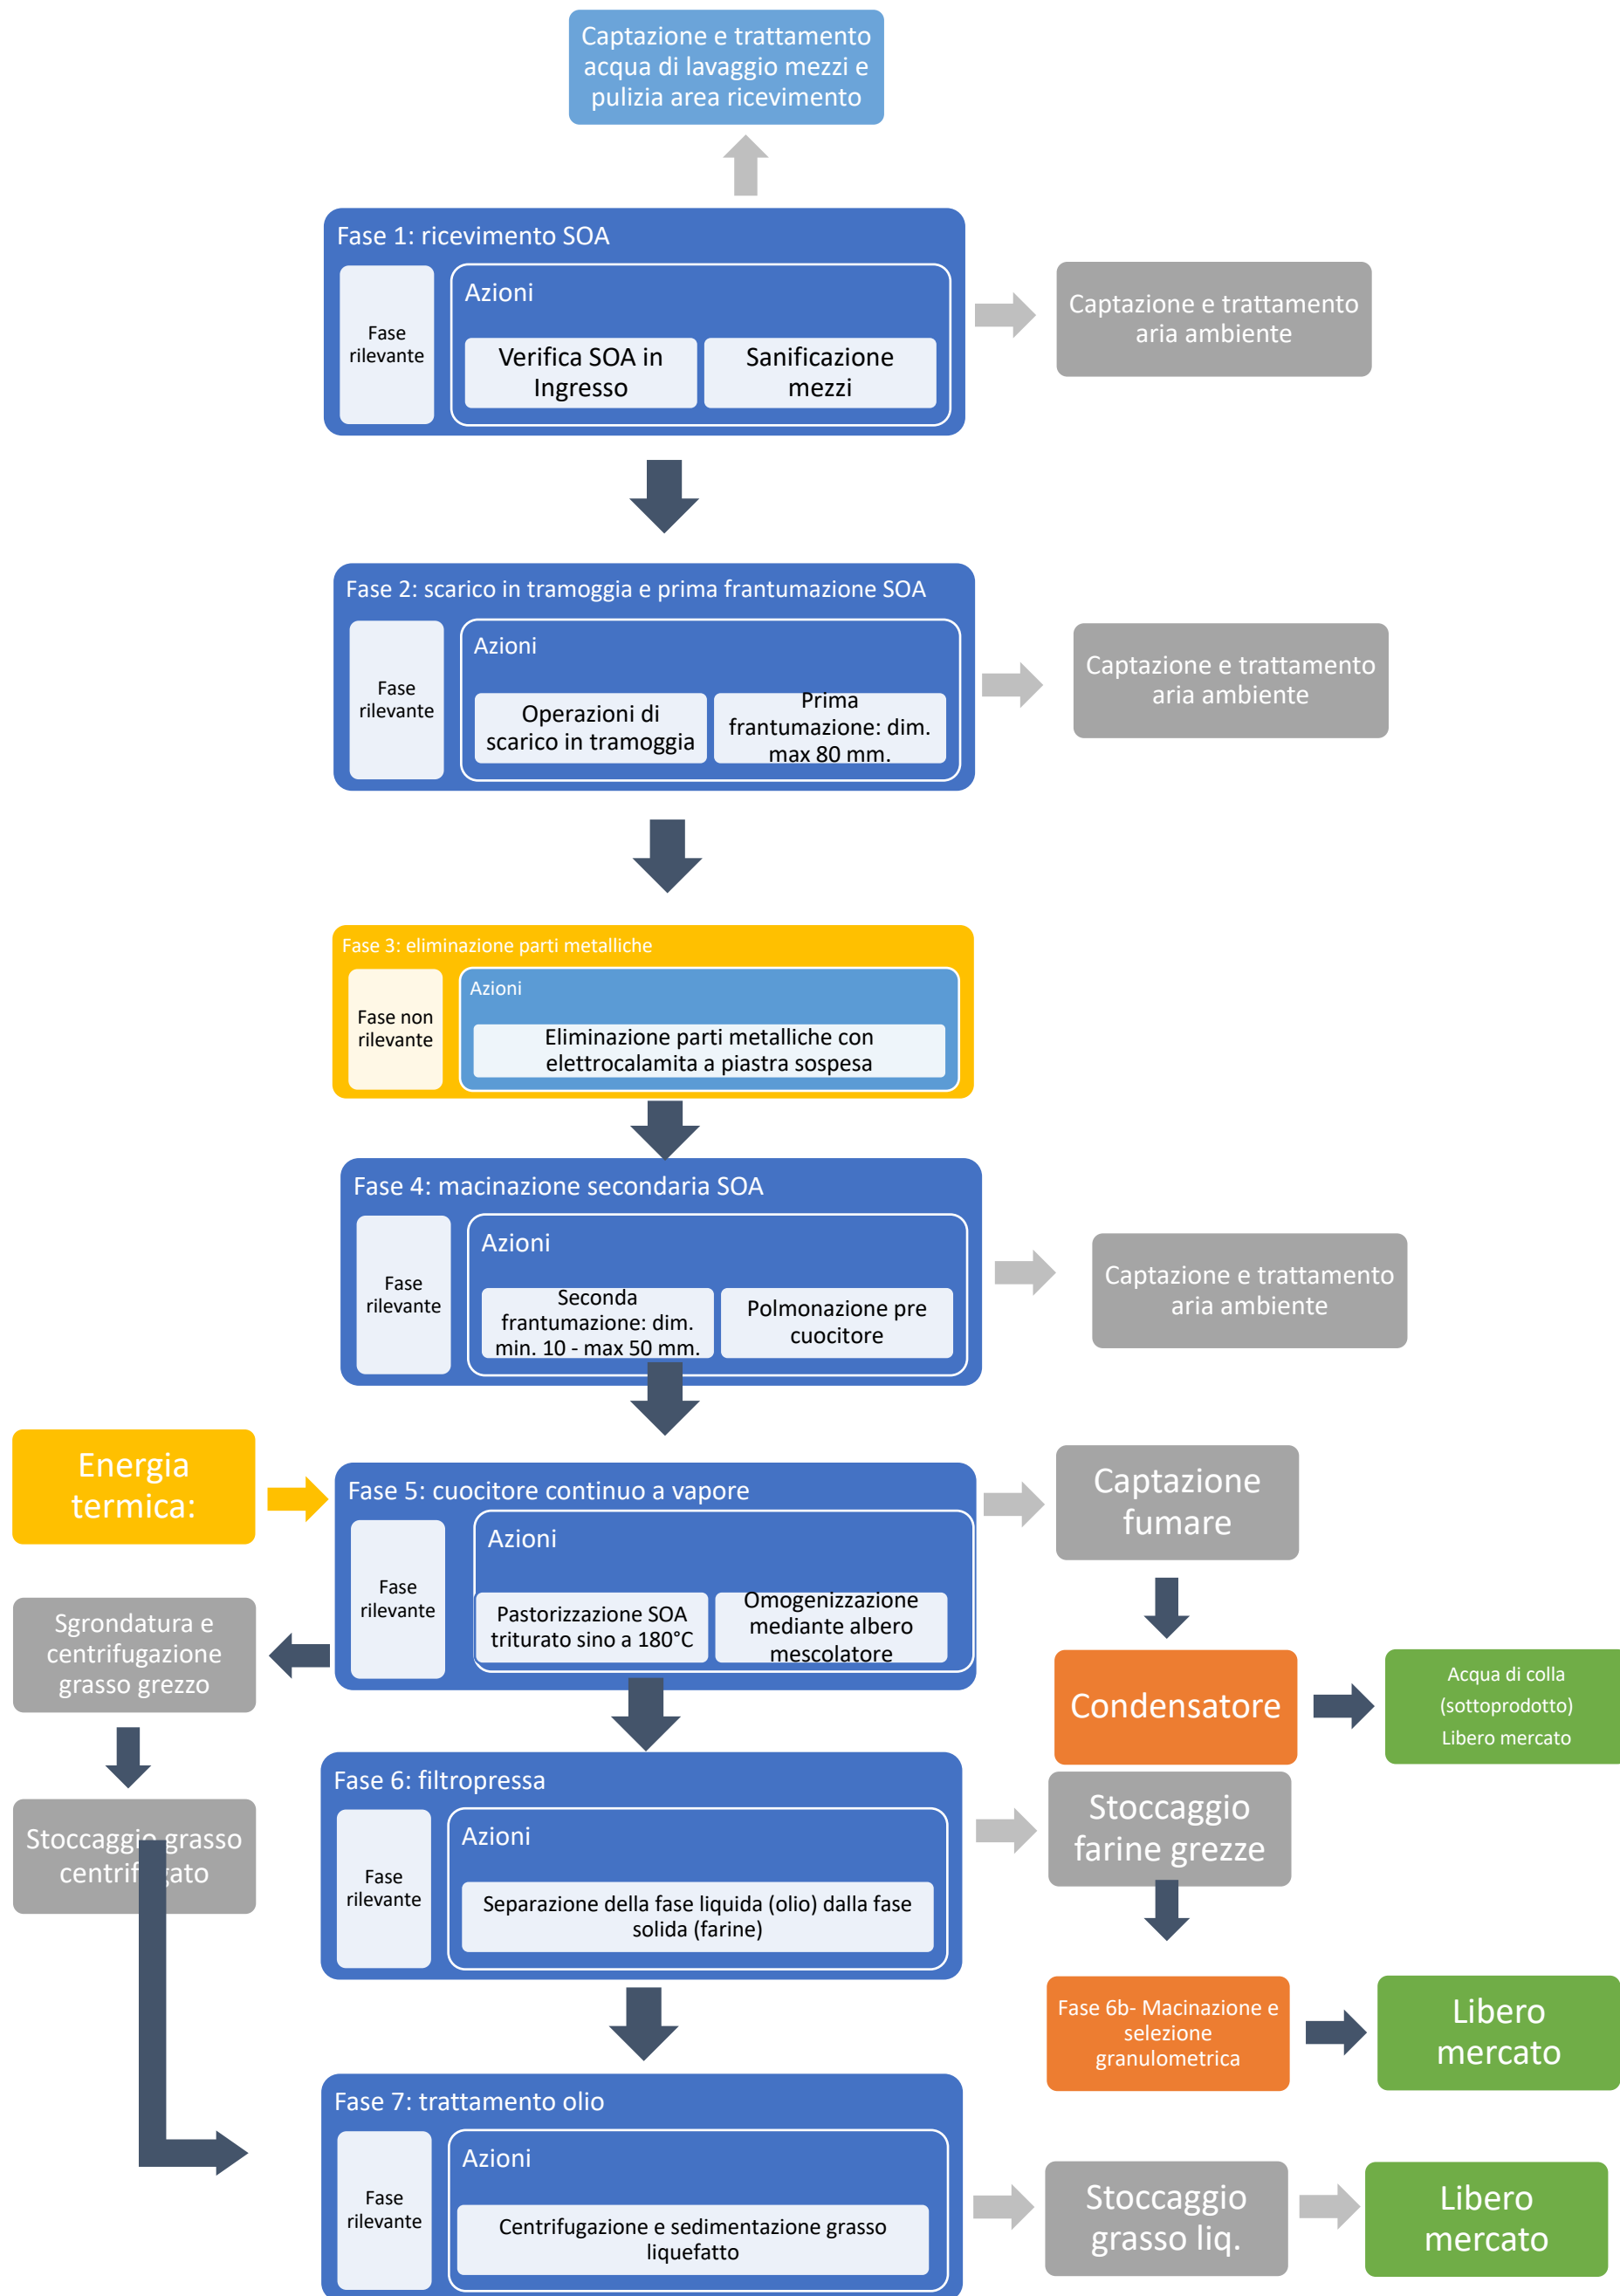 Captazione e trattamento
acqua di lavaggio mezzi e
pulizia area ricevimento
Fase 1: ricevimento SOA
Fase
rilevante
Azioni
Verifica SOA in
Ingresso
Sanificazione
mezzi
Captazione e trattamento
aria ambiente
Fase 2: scarico in tramoggia e prima frantumazione SOA
Fase
rilevante
Azioni
Operazioni di
scarico in tramoggia
Prima
frantumazione: dim.
max 80 mm.
Captazione e trattamento
aria ambiente
Fase 3: eliminazione parti metalliche
Fase non
rilevante
Azioni
Eliminazione parti metalliche con
elettrocalamita a piastra sospesa
Fase 4: macinazione secondaria SOA
Fase
rilevante
Azioni
Seconda
frantumazione: dim.
min. 10 - max 50 mm.
Polmonazione pre
cuocitore
Captazione e trattamento
aria ambiente
Energia
termica:
Fase 5: cuocitore continuo a vapore
Fase
rilevante
Azioni
Pastorizzazione SOA
triturato sino a 180°C
Omogenizzazione
mediante albero
mescolatore
Captazione
fumare
Sgrondatura e
centrifugazione
grasso grezzo
Condensatore
Acqua di colla
(sottoprodotto)
Libero mercato
Stoccaggio grasso
centrifugato
Fase 6: filtropressa
Fase
rilevante
Azioni
Separazione della fase liquida (olio) dalla fase
solida (farine)
Stoccaggio
farine grezze
Fase 6b- Macinazione e
selezione
granulometrica
Libero
mercato
Fase 7: trattamento olio
Fase
rilevante
Azioni
Centrifugazione e sedimentazione grasso
liquefatto
Stoccaggio
grasso liq.
Libero
mercato